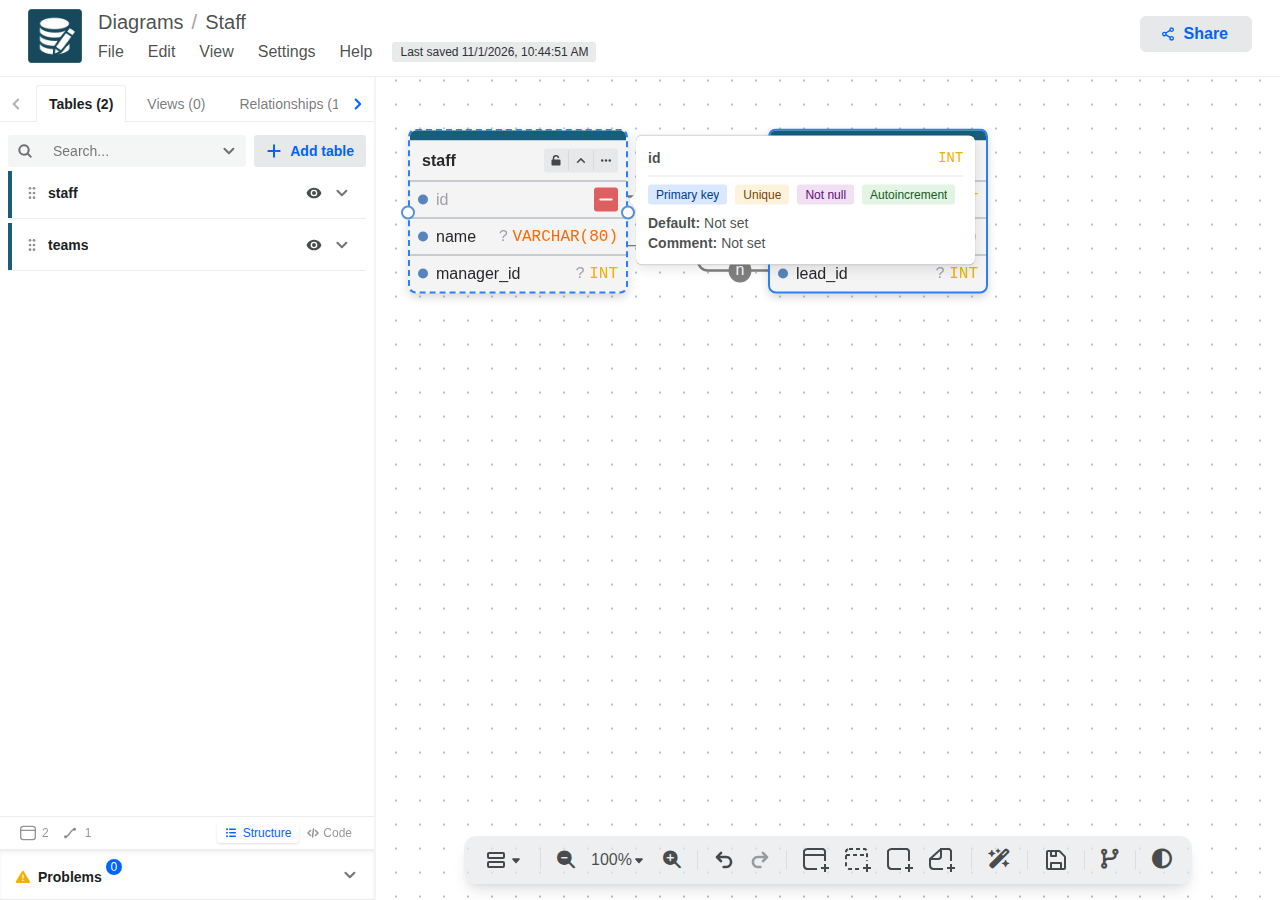 Diagrams / Staff
File Edit View Settings Help Last saved 11/1/2026, 10:44:51 AM
Share
Tables (2) Views (0) Relationships (1
Search... Add table
staff
teams
staff
id
name ? VARCHAR(80)
manager_id ? INT
id INT
Primary key Unique Not null Autoincrement
Default: Not set
Comment: Not set
n
lead_id ? INT
2 1 Structure Code
Problems 0
100%